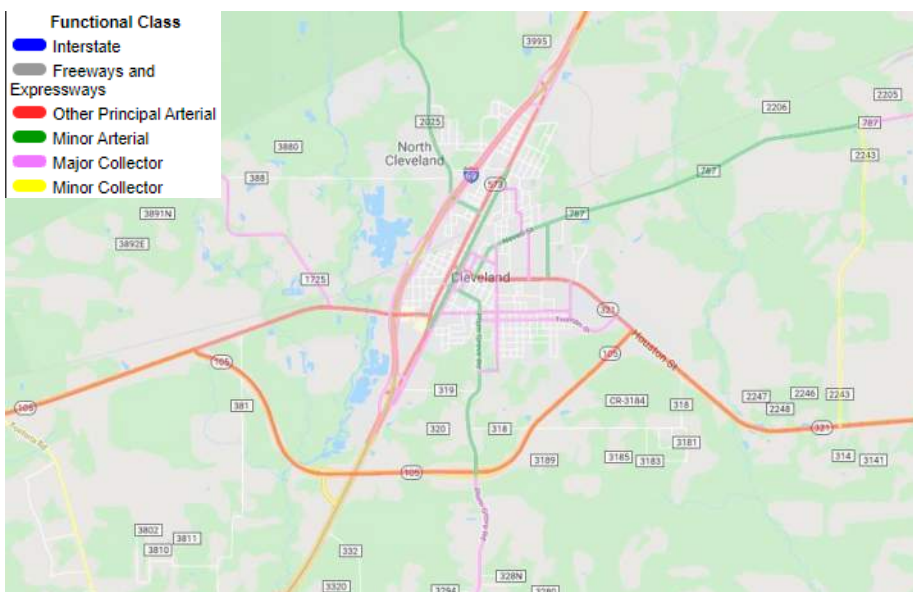 Functional Class
Interstate
Freeways and
Expressways
Other Principal Arterial
Minor Arterial
Major Collector
Minor Collector
3995
2205
2206
2025
787
North
Cleveland
3880
2243
787
388
69
573
3891N
787
3892E
Cleveland
1725
321
105
Houston St
105
319
CR-3184
2247
2246
2243
105
381
318
2248
320
318
321
3181
3189
3185
3183
314
3141
105
3802
3811
3810
332
328N
3320
3294
3280